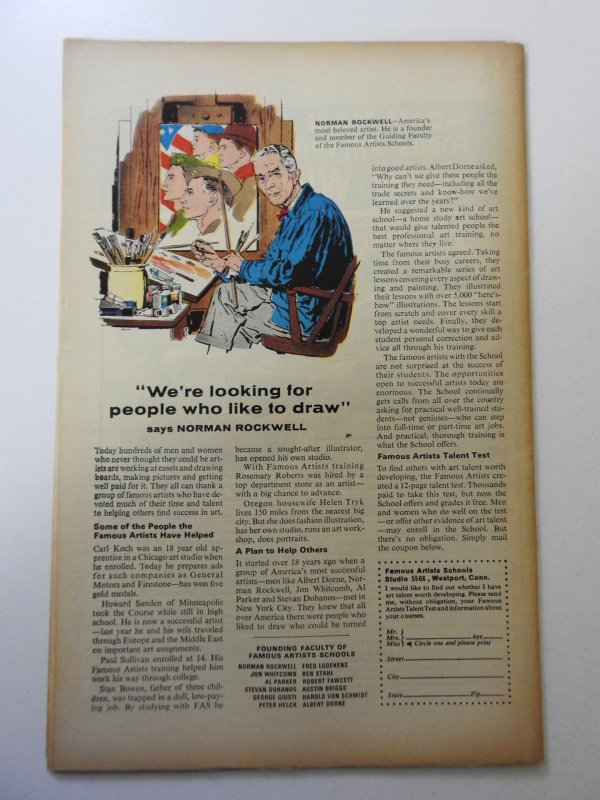 NORMAN ROCKWELL—America's
most beloved artist. He is a founder
and member of the Guiding Faculty
of the Famous Artists Schools.
"We're looking for
people who like to draw"
says NORMAN ROCKWELL
Today hundreds of men and women
who never thought they could be art-
ists are working at easels and drawing
boards, making pictures and getting
well paid for it. They all can thank a
group of famous artists who have de-
voted much of their time and talent
to helping others find success in art.
Some of the People the
Famous Artists Have Helped
Carl Koch was an 18 year old ap-
prentice in a Chicago art studio when
he enrolled. Today he prepares ads
for such companies as General
Motors and Firestone—has won five
gold medals.
Howard Sanden of Minneapolis
took the Course while still in high
school. He is now a successful artist
—last year he and his wife traveled
through Europe and the Middle East
on important art assignments.
Paul Sullivan enrolled at 14. His
Famous Artists training helped him
work his way through college.
Stan Bowen, father of three chil-
dren, was trapped in a dull, low-pay-
ing job. By studying with FAS he
became a sought-after illustrator,
has opened his own studio.
With Famous Artists training
Rosemary Roberts was hired by a
top department store as an artist—
with a big chance to advance.
Oregon housewife Helen Tryk
lives 150 miles from the nearest big
city. But she does fashion illustration,
has her own studio, runs an art work-
shop, does portraits.
A Plan to Help Others
It started over 18 years ago when a
group of America's most successful
artists—men like Albert Dorne, Nor-
man Rockwell, Jon Whitcomb, Al
Parker and Stevan Dohanos—met in
New York City. They knew that all
over America there were people who
liked to draw who could be turned
FOUNDING FACULTY OF
FAMOUS ARTISTS SCHOOLS
NORMAN ROCKWELL FRED LUDEKENS
JON WHITCOMB BEN STAHL
AL PARKER ROBERT FAWCETT
STEVAN DOHANOS AUSTIN BRIGGS
GEORGE GIUSTI HAROLD VON SCHMIDT
PETER HELCK ALBERT DORNE
into good artists. Albert Dorne asked,
"Why can't we give these people the
training they need—including all the
trade secrets and know-how we've
learned over the years?"
He suggested a new kind of art
school—a home study art school—
that would give talented people the
best professional art training, no
matter where they live.
The famous artists agreed. Taking
time from their busy careers, they
created a remarkable series of art
lessons covering every aspect of draw-
ing and painting. They illustrated
their lessons with over 5,000 "here's-
how" illustrations. The lessons start
from scratch and cover every skill a
top artist needs. Finally, they de-
veloped a wonderful way to give each
student personal correction and ad-
vice all through his training.
The famous artists with the School
are not surprised at the success of
their students. The opportunities
open to successful artists today are
enormous. The School continually
gets calls from all over the country
asking for practical well-trained stu-
dents—not geniuses—who can step
into full-time or part-time art jobs.
And practical, thorough training is
what the School offers.
Famous Artists Talent Test
To find others with art talent worth
developing, the Famous Artists cre-
ated a 12-page talent test. Thousands
paid to take this test, but now the
School offers and grades it free. Men
and women who do well on the test
—or offer other evidence of art talent
—may enroll in the School. But
there's no obligation. Simply mail
the coupon below.
Famous Artists Schools
Studio 5566, Westport, Conn.
I would like to find out whether I have
art talent worth developing. Please send
me, without obligation, your Famous
Artists Talent Test and information about
your courses.
Mr.
Mrs. Age
Miss Circle one and please print
Street
City
State Zip